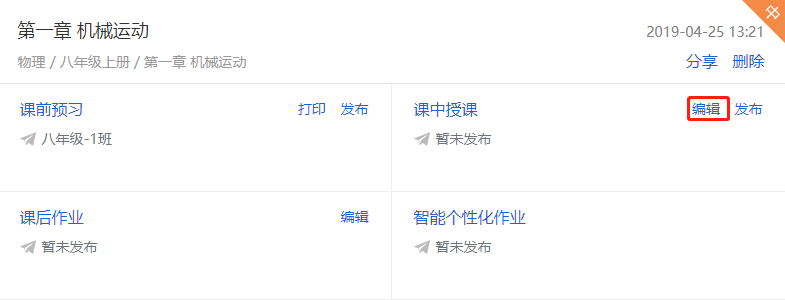 第一章 机械运动
2019-04-25 13:21
物理 / 八年级上册 / 第一章 机械运动
分享 删除
课前预习 打印 发布
八年级-1班
课中授课 编辑 发布
暂未发布
课后作业 编辑
暂未发布
智能个性化作业
暂未发布